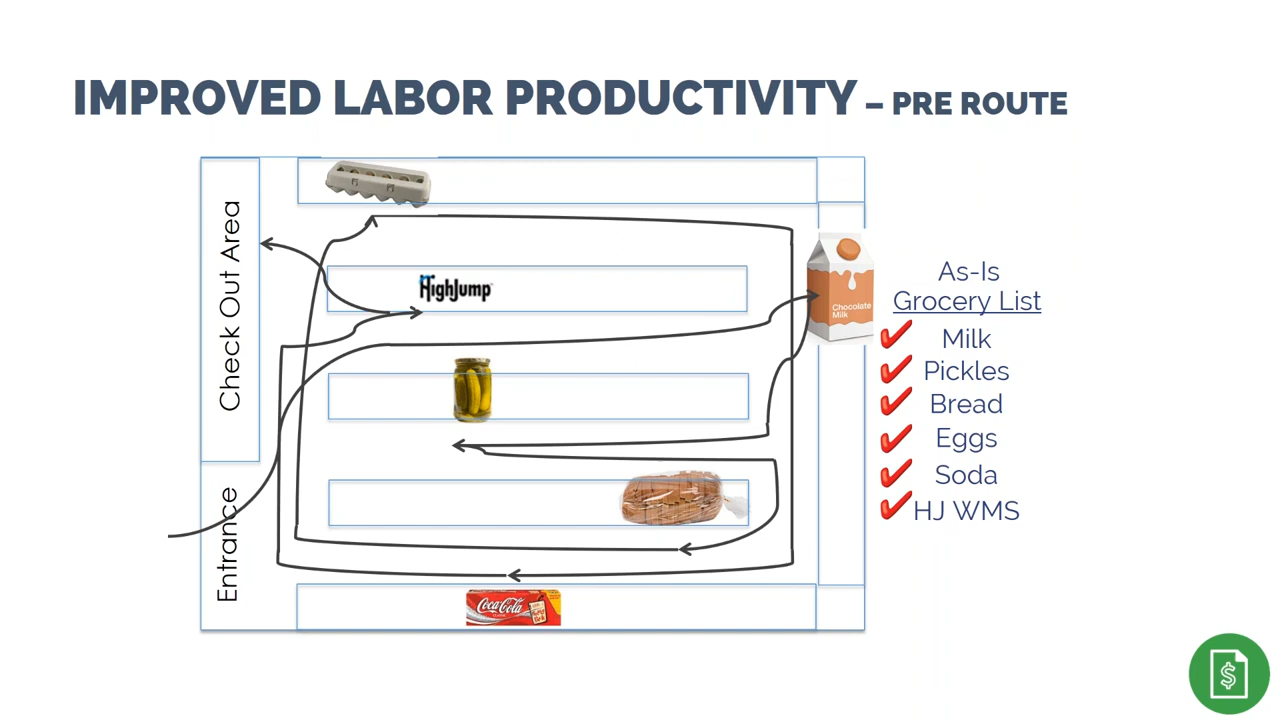 IMPROVED LABOR PRODUCTIVITY – PRE ROUTE
Check Out Area
Entrance
HighJump
Chocolate
Milk
Coca-Cola
As-Is
Grocery List
Milk
Pickles
Bread
Eggs
Soda
HJ WMS
$